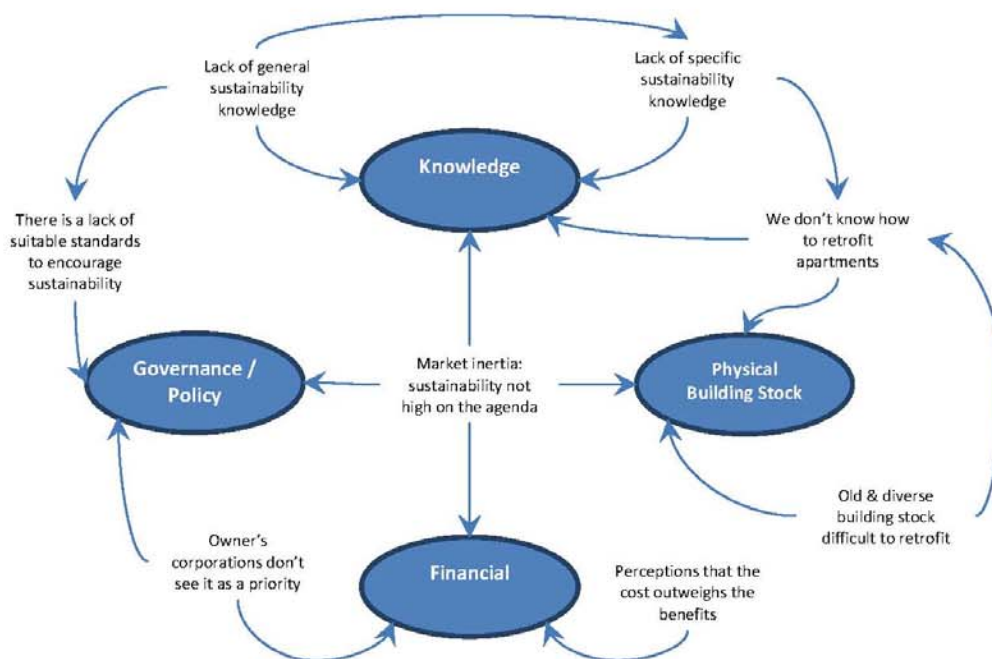 Lack of general
sustainability
knowledge
Lack of specific
sustainability
knowledge
Knowledge
There is a lack of
suitable standards
to encourage
sustainability
We don't know how
to retrofit
apartments
Governance /
Policy
Market inertia:
sustainability not
high on the agenda
Physical
Building Stock
Old & diverse
building stock
difficult to retrofit
Owner's
corporations don't
see it as a priority
Financial
Perceptions that the
cost outweighs the
benefits